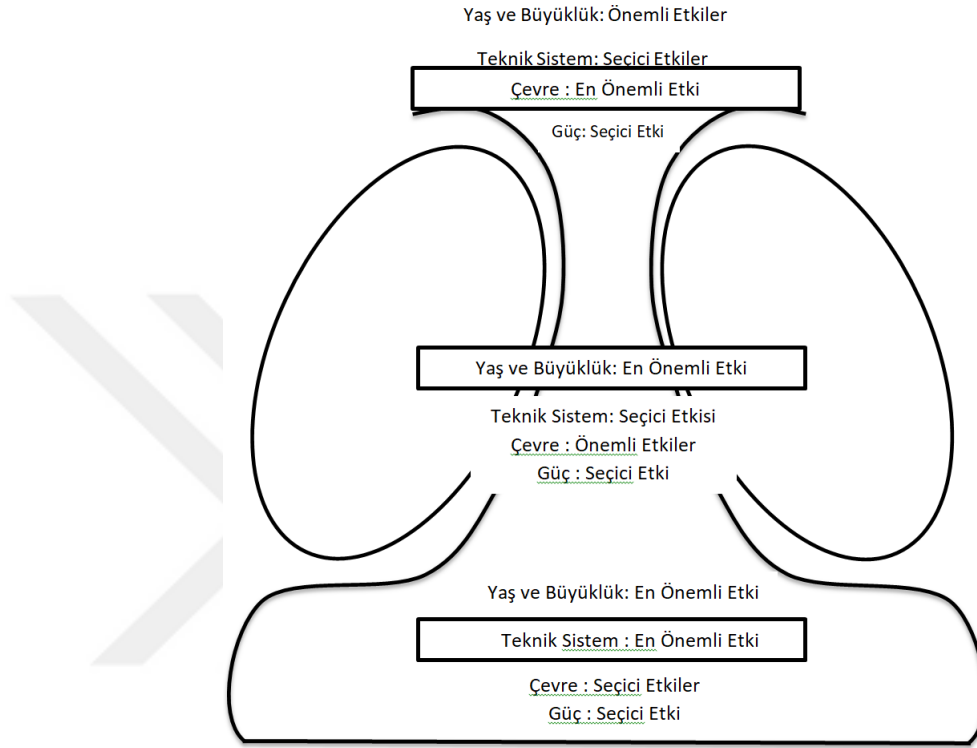 Yaş ve Büyüklük: Önemli Etkiler
Teknik Sistem: Seçici Etkiler
Çevre : En Önemli Etki
Güç: Seçici Etki
Yaş ve Büyüklük: En Önemli Etki
Teknik Sistem: Seçici Etkisi
Çevre : Önemli Etkiler
Güç : Seçici Etki
Yaş ve Büyüklük: En Önemli Etki
Teknik Sistem : En Önemli Etki
Çevre : Seçici Etkiler
Güç : Seçici Etki